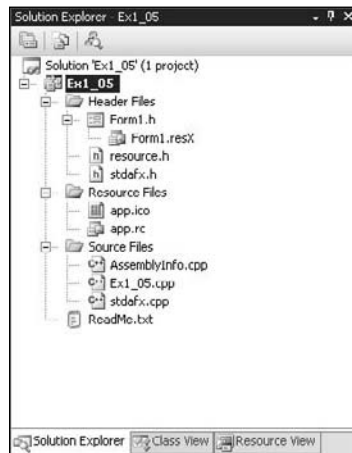 Solution Explorer - Ex1_05
Solution 'Ex1_05' (1 project)
Ex1_05
Header Files
Form1.h
Form1.resX
resource.h
stdafx.h
Resource Files
app.ico
app.rc
Source Files
AssemblyInfo.cpp
Ex1_05.cpp
stdafx.cpp
ReadMe.txt
Solution Explorer Class View Resource View